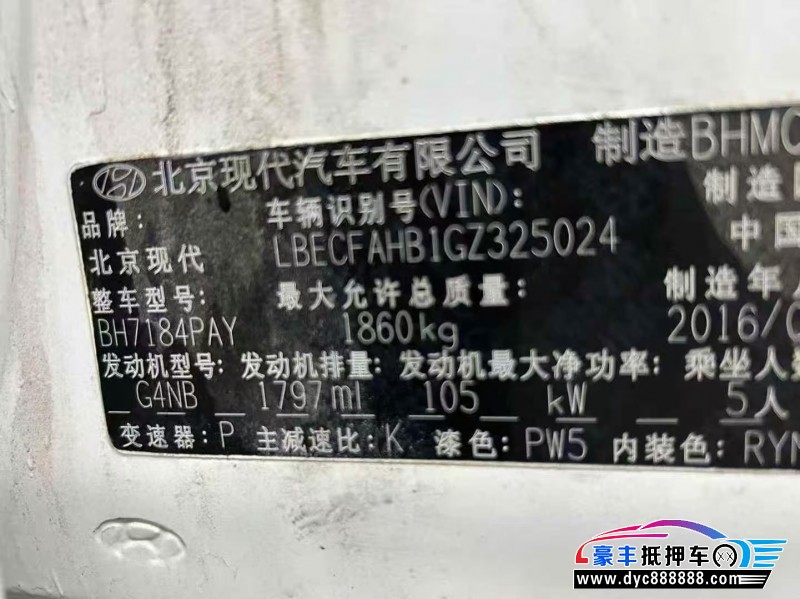 北京现代汽车有限公司 制造BHMC
品牌: 车辆识别号(VIN): 制造
北京现代 LBECFAHB1GZ325024 中国
整车型号: 最大允许总质量: 制造年
BH7184PAY 1860kg 2016/
发动机型号: 发动机排量: 发动机最大净功率: 乘坐人
G4NB 1797ml 105 kW 5人
变速器: P 主减速比: K 漆色: PW5 内装色: RYN
豪丰抵押车
www.dyc888888.com